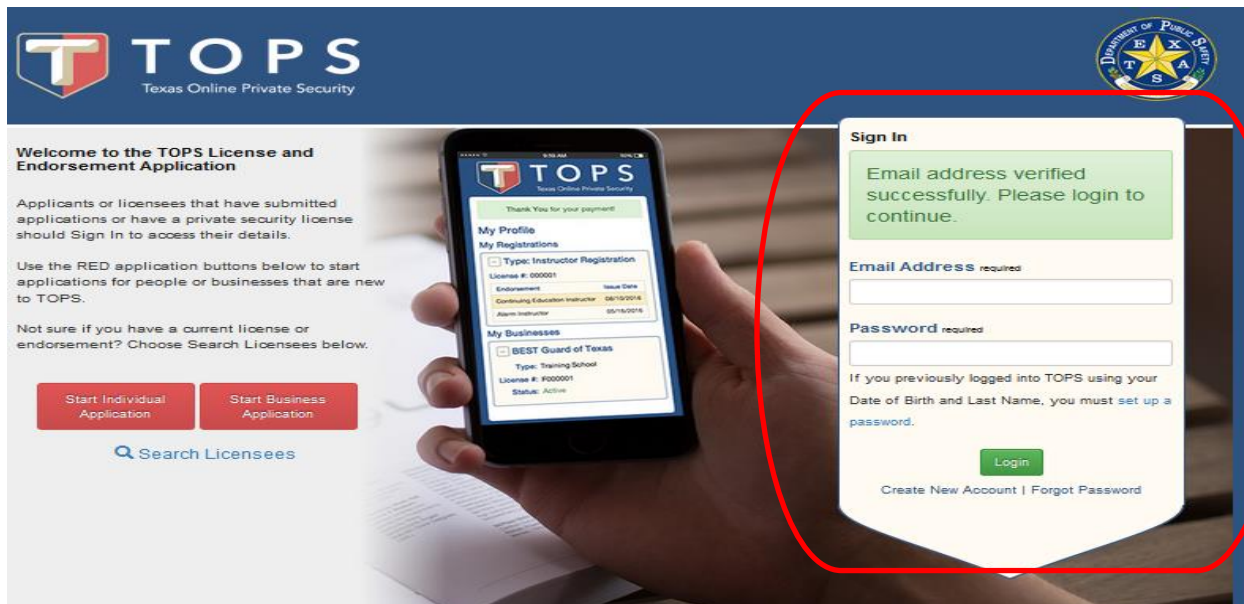 TOPS
Texas Online Private Security
DEPARTMENT OF PUBLIC SAFETY
TEXAS
Welcome to the TOPS License and
Endorsement Application
Applicants or licensees that have submitted
applications or have a private security license
should Sign In to access their details.
Use the RED application buttons below to start
applications for people or businesses that are new
to TOPS.
Not sure if you have a current license or
endorsement? Choose Search Licensees below.
Start Individual
Application
Start Business
Application
Search Licensees
TOPS
Texas Online Private Security
Thank You for your payment!
My Profile
My Registrations
Type: Instructor Registration
License #: 000001
Endorsement Issue Date
Continuing Education Instructor 08/10/2016
Alarm Instructor 05/16/2016
My Businesses
BEST Guard of Texas
Type: Training School
License #: F000001
Status: Active
Sign In
Email address verified
successfully. Please login to
continue.
Email Address required
Password required
If you previously logged into TOPS using your
Date of Birth and Last Name, you must set up a
password.
Login
Create New Account | Forgot Password